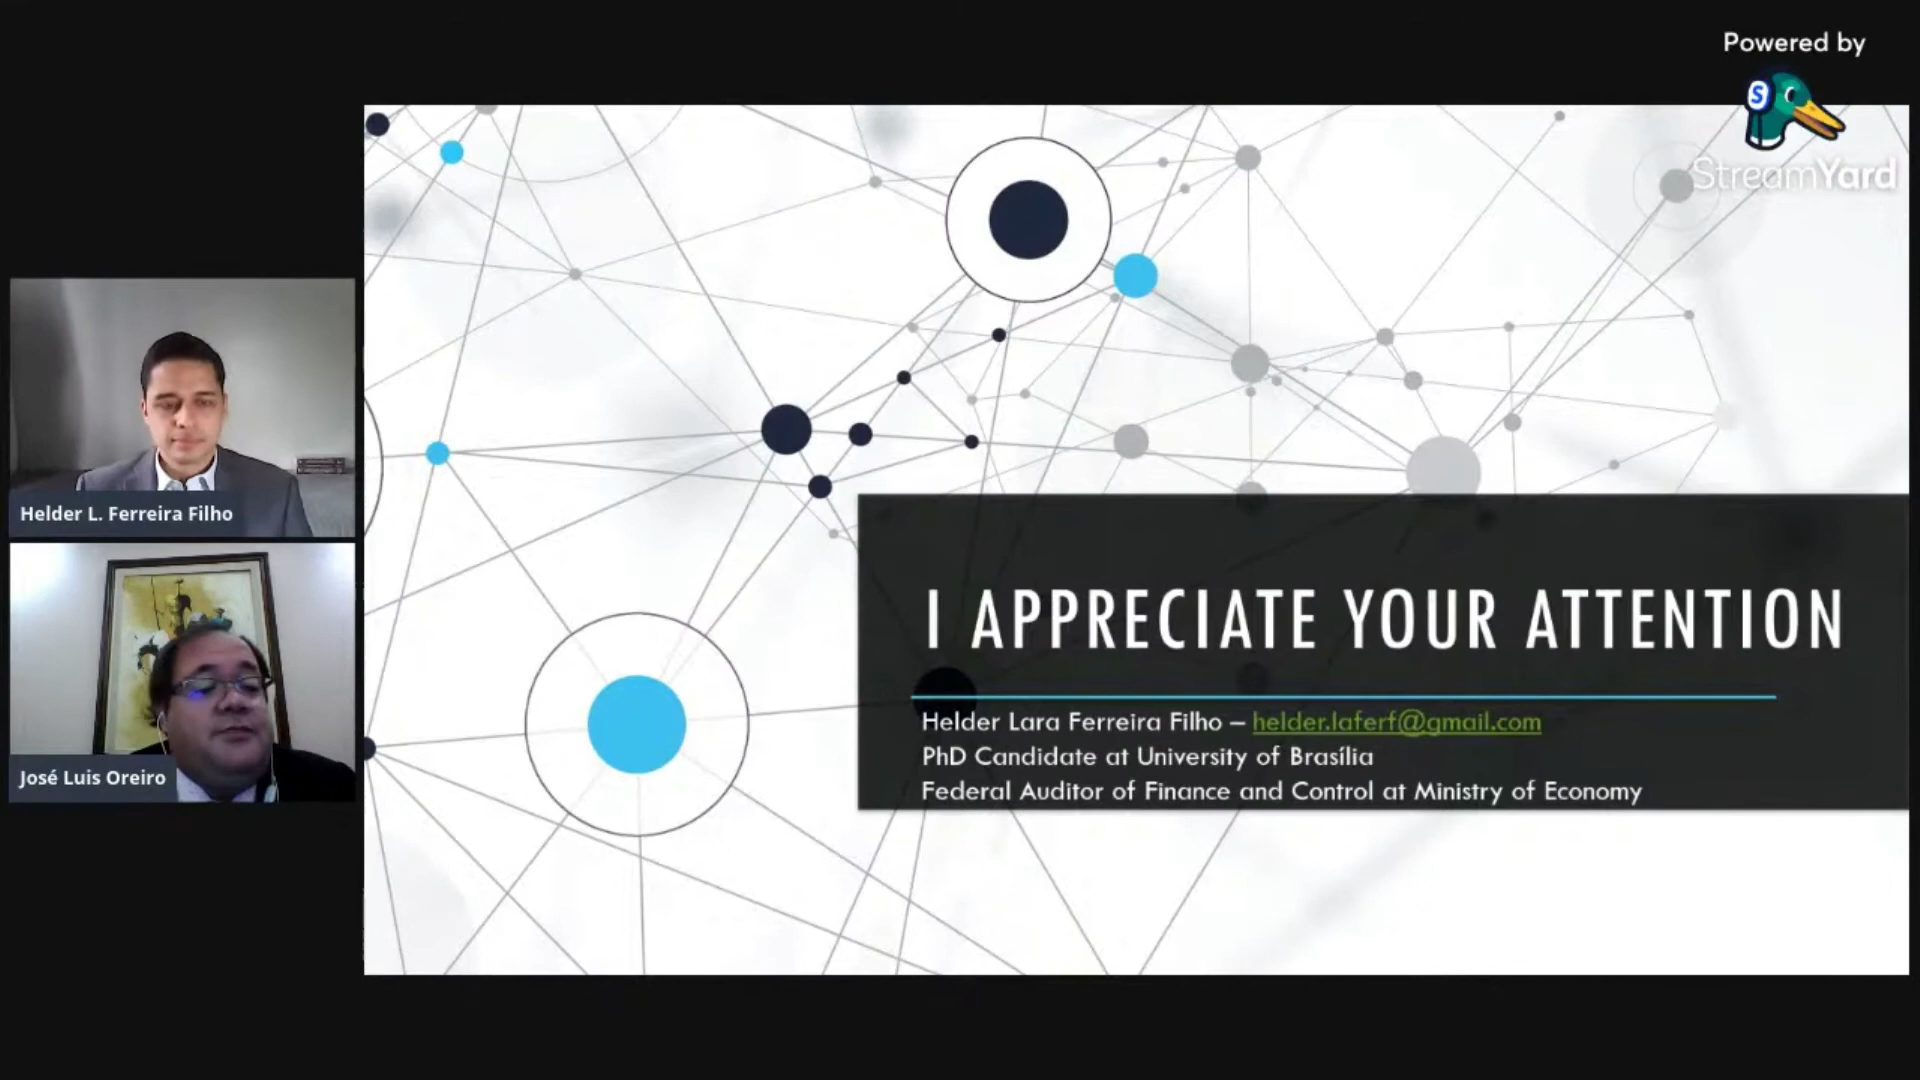 Powered by
S
StreamYard
Helder L. Ferreira Filho
José Luis Oreiro
I APPRECIATE YOUR ATTENTION
Helder Lara Ferreira Filho – helder.laferf@gmail.com
PhD Candidate at University of Brasília
Federal Auditor of Finance and Control at Ministry of Economy